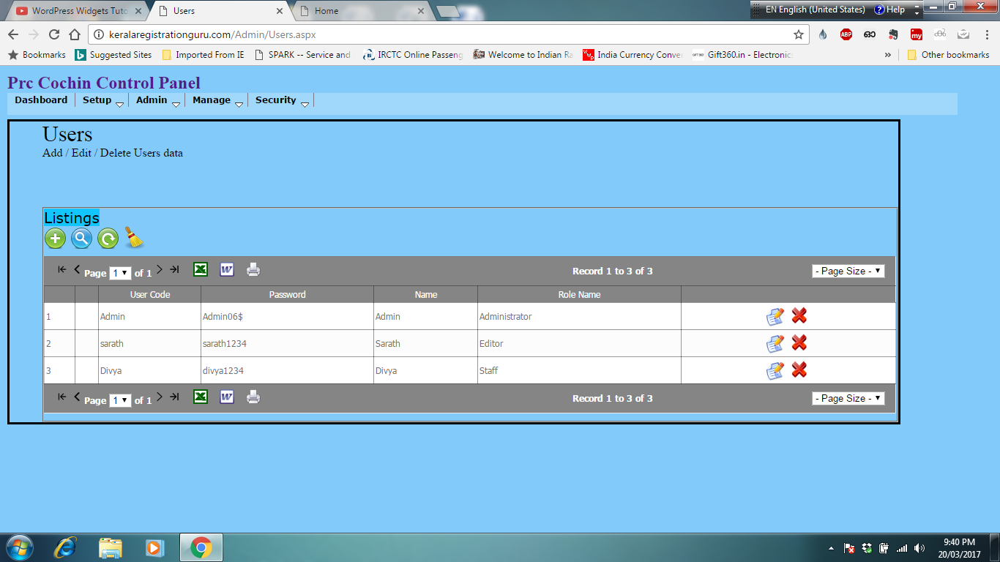 WordPress Widgets Tuto
Users
Home
EN English (United States)
Help
keralaregistrationguru.com/Admin/Users.aspx
ABP
my
Bookmarks
Suggested Sites
Imported From IE
SPARK -- Service and
IRCTC Online Passeng
Welcome to Indian Ra
India Currency Conver
Gift360.in - Electronic
»
Other bookmarks
Prc Cochin Control Panel
Dashboard
Setup
Admin
Manage
Security
Users
Add / Edit / Delete Users data
Listings
Page 1 of 1
Record 1 to 3 of 3
- Page Size -
User Code Password Name Role Name
1 Admin Admin06$ Admin Administrator
2 sarath sarath1234 Sarath Editor
3 Divya divya1234 Divya Staff
Page 1 of 1
Record 1 to 3 of 3
- Page Size -
9:40 PM
20/03/2017